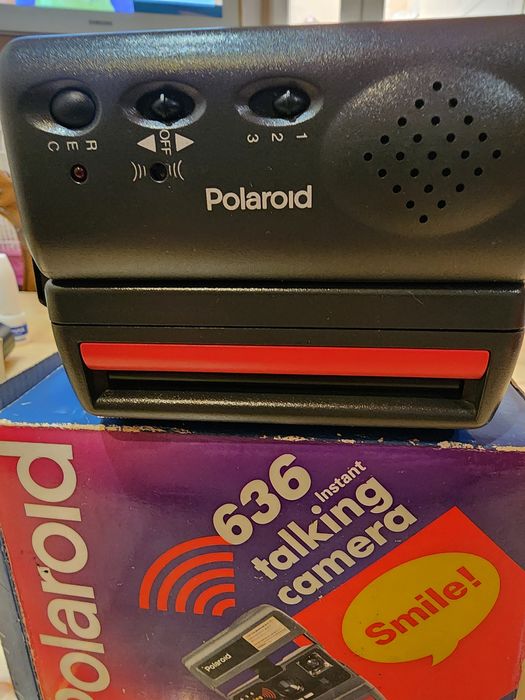 R
E
C
OFF
1
2
3
Polaroid
Polaroid
636
Instant
talking
camera
Smile!
Polaroid